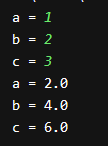 a = 1
b = 2
c = 3
a = 2.0
b = 4.0
c = 6.0